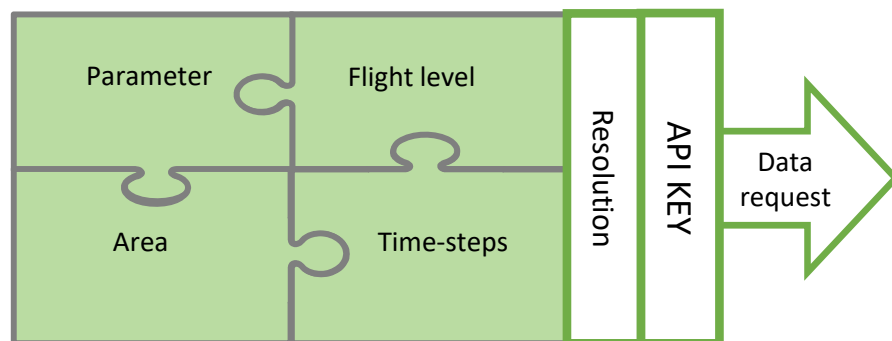 Parameter
Flight level
Area
Time-steps
Resolution
API KEY
Data
request